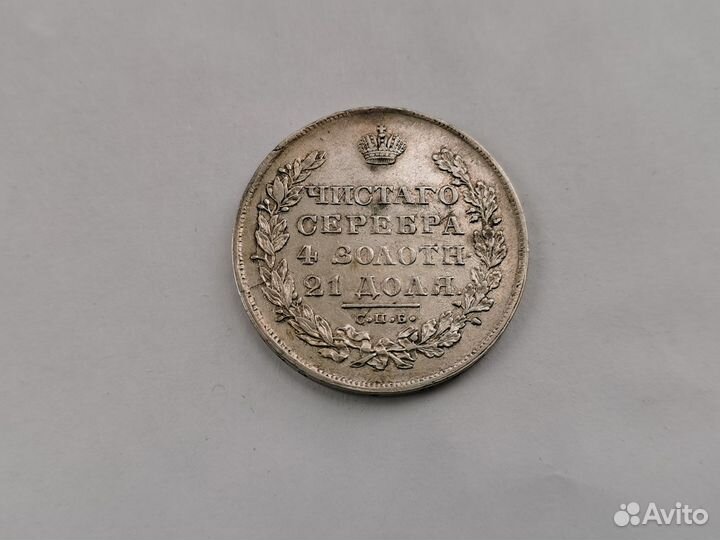 ЧИСТАГО
СЕРЕБРА
4 ЗОЛОТН.
21 ДОЛЯ.
С.П.Б.
Avito